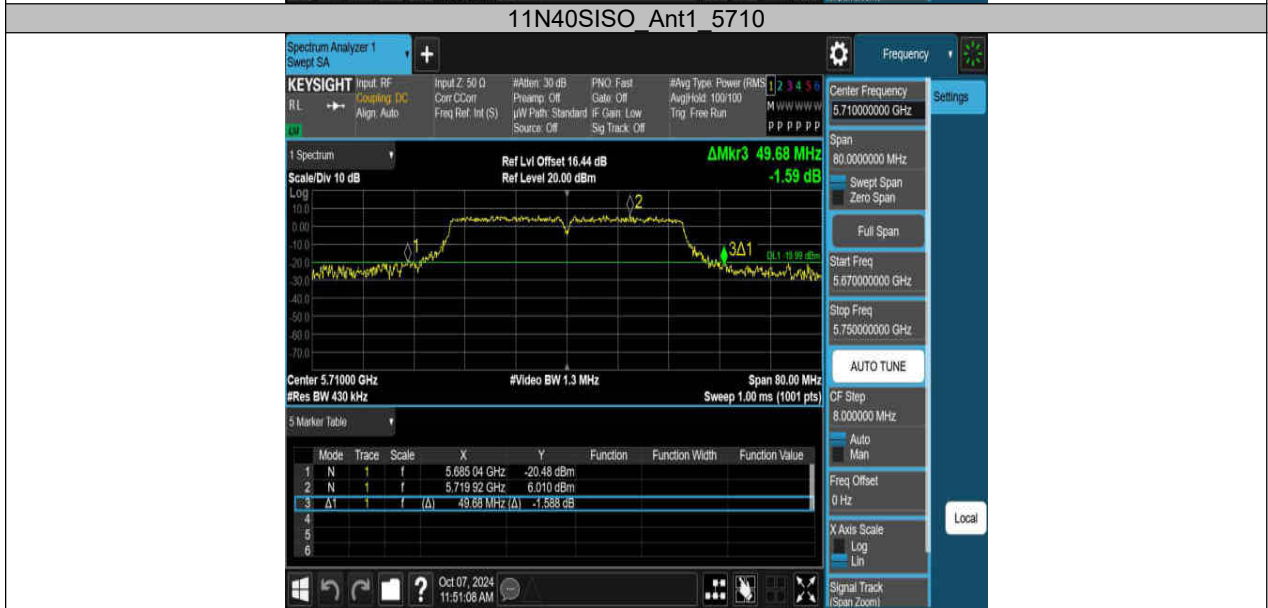 11N40SISO_Ant1_5710
Spectrum Analyzer 1
Swept SA
+
Frequency
KEYSIGHT
RL
Input: RF
Coupling: DC
Align: Auto
Input Z: 50 Ω
Corr CCorr
Freq Ref: Int (S)
#Atten: 30 dB
Preamp: Off
µW Path: Standard
Source: Off
PNO: Fast
Gate: Off
IF Gain: Low
Sig Track: Off
#Avg Type: Power (RMS
Avg|Hold: 100/100
Trig: Free Run
1 2 3 4 5 6
M W W W W W
P P P P P P
1 Spectrum
Scale/Div 10 dB
Ref Lvl Offset 16.44 dB
Ref Level 20.00 dBm
ΔMkr3 49.68 MHz
-1.59 dB
Log
10.0
0.00
-10.0
-20.0
-30.0
-40.0
-50.0
-60.0
-70.0
1
2
3Δ1
DL1 -19.99 dBm
Center 5.71000 GHz
#Video BW 1.3 MHz
Span 80.00 MHz
#Res BW 430 kHz
Sweep 1.00 ms (1001 pts)
5 Marker Table
Mode Trace Scale X Y Function Function Width Function Value
1 N 1 f 5.685 04 GHz -20.48 dBm
2 N 1 f 5.719 92 GHz 6.010 dBm
3 Δ1 1 f (Δ) 49.68 MHz (Δ) -1.588 dB
4
5
6
Oct 07, 2024
11:51:08 AM
?
Center Frequency
5.710000000 GHz
Settings
Span
80.0000000 MHz
Swept Span
Zero Span
Full Span
Start Freq
5.670000000 GHz
Stop Freq
5.750000000 GHz
AUTO TUNE
CF Step
8.000000 MHz
Auto
Man
Freq Offset
0 Hz
X Axis Scale
Log
Lin
Local
Signal Track
(Span Zoom)